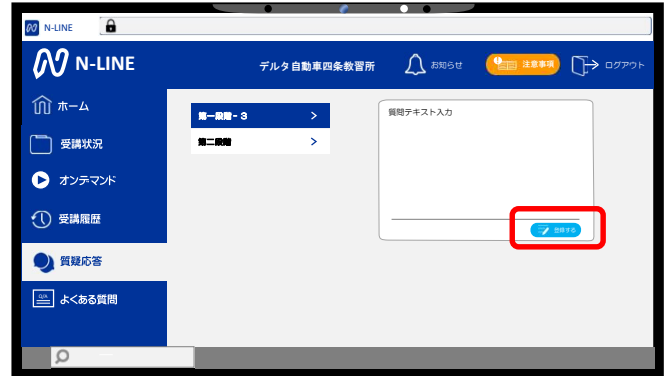 N-LINE
N-LINE
デルタ自動車四条教習所
お知らせ
注意事項
ログアウト
ホーム
受講状況
オンデマンド
受講履歴
質疑応答
よくある質問
第一段階-3 >
第二段階 >
質問テキスト入力
登録する